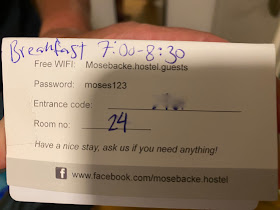 Breakfast 7:00-8:30
Free WIFI: Mosebacke.hostel.guests
Password: moses123
Entrance code:
Room no: 24
Have a nice stay, ask us if you need anything!
f www.facebook.com/mosebacke.hostel